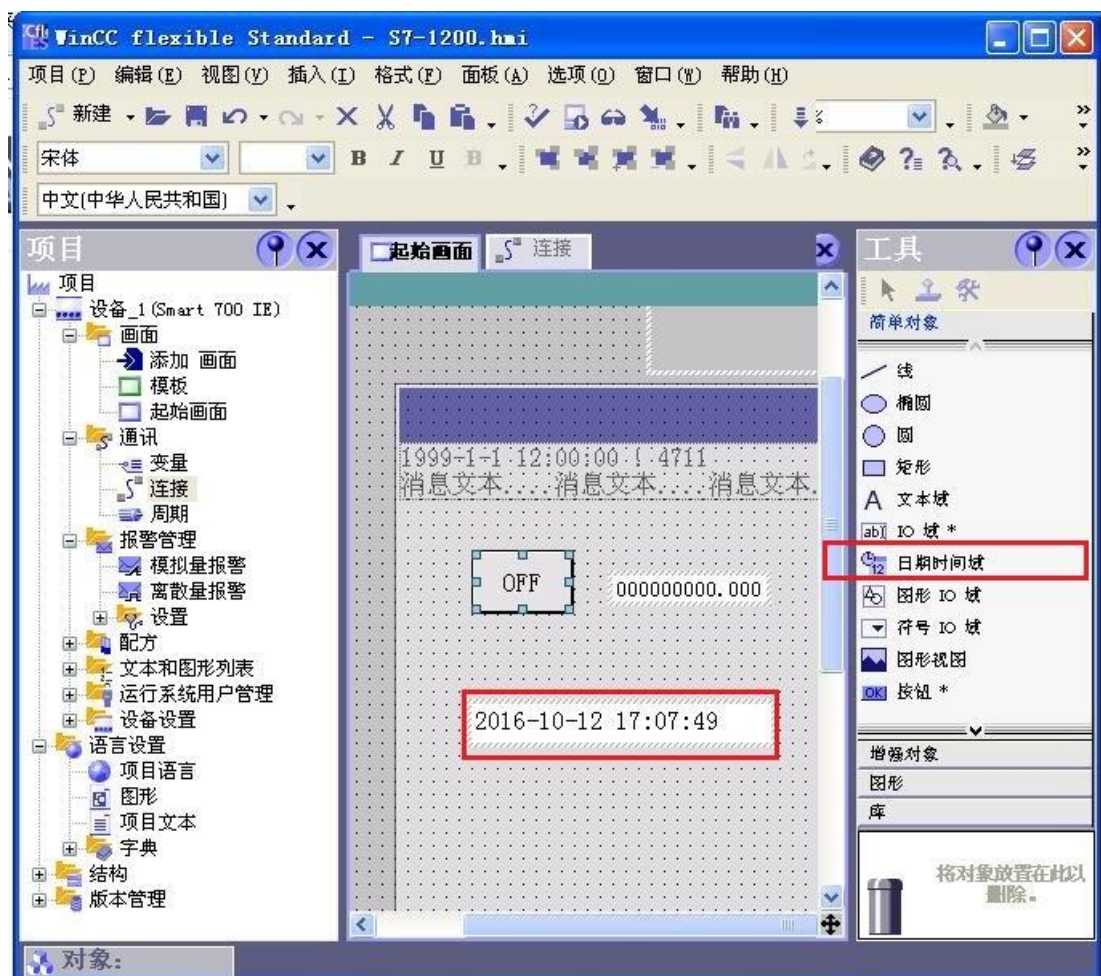 WinCC flexible Standard - S7-1200.hmi
项目(P) 编辑(E) 视图(V) 插入(I) 格式(F) 面板(A) 选项(O) 窗口(W) 帮助(H)
新建
宋体
B I U B
中文(中华人民共和国)
项目
项目
设备_1(Smart 700 IE)
画面
添加 画面
模板
起始画面
通讯
变量
连接
周期
报警管理
模拟量报警
离散量报警
设置
配方
文本和图形列表
运行系统用户管理
设备设置
语言设置
项目语言
图形
项目文本
字典
结构
版本管理
起始画面
连接
1999-1-1 12:00:00 ! 4711
消息文本....消息文本....消息文本.
OFF
000000000.000
2016-10-12 17:07:49
工具
简单对象
线
椭圆
圆
矩形
A 文本域
ab IO 域 *
12 日期时间域
图形 IO 域
符号 IO 域
图形视图
OK 按钮 *
增强对象
图形
库
将对象放置在此以
删除。
对象: